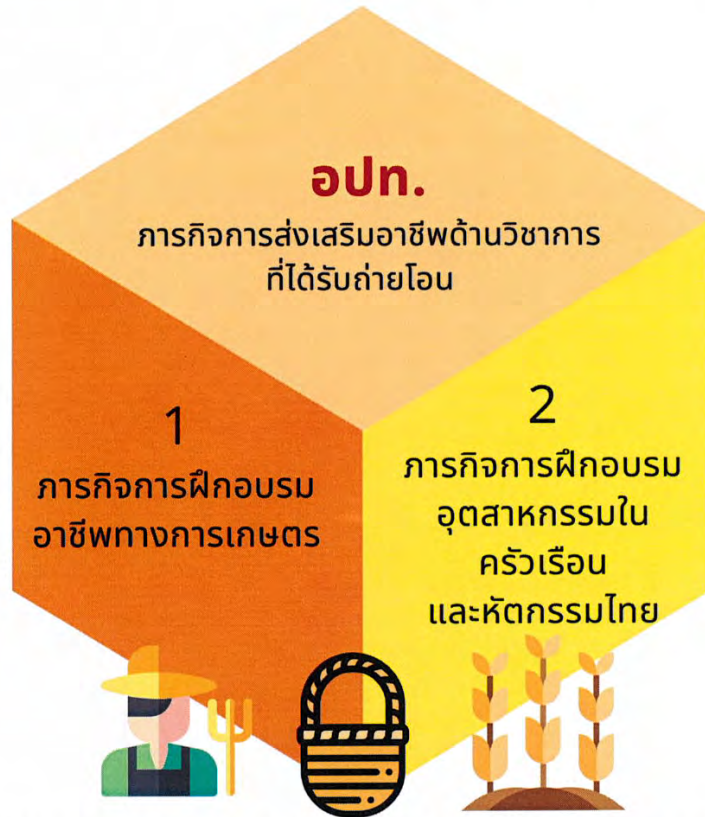 อปท.
ภารกิจการส่งเสริมอาชีพด้านวิชาการ
ที่ได้รับถ่ายโอน
1
ภารกิจการฝึกอบรม
อาชีพทางการเกษตร
2
ภารกิจการฝึกอบรม
อุตสาหกรรมใน
ครัวเรือน
และหัตกรรมไทย